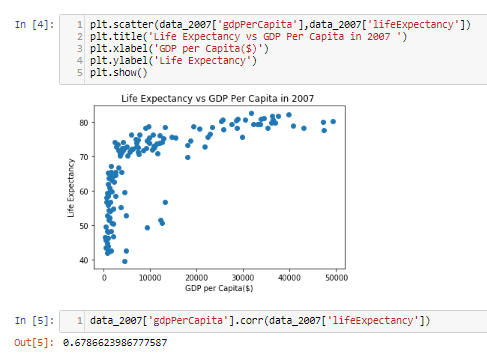 In [4]:
1 plt.scatter(data_2007['gdpPerCapita'],data_2007['lifeExpectancy'])
2 plt.title('Life Expectancy vs GDP Per Capita in 2007 ')
3 plt.xlabel('GDP per Capita($)')
4 plt.ylabel('Life Expectancy')
5 plt.show()
Life Expectancy vs GDP Per Capita in 2007
80
70
60
50
40
Life Expectancy
0 10000 20000 30000 40000 50000
GDP per Capita($)
In [5]:
1 data_2007['gdpPerCapita'].corr(data_2007['lifeExpectancy'])
Out[5]: 0.6786623986777587